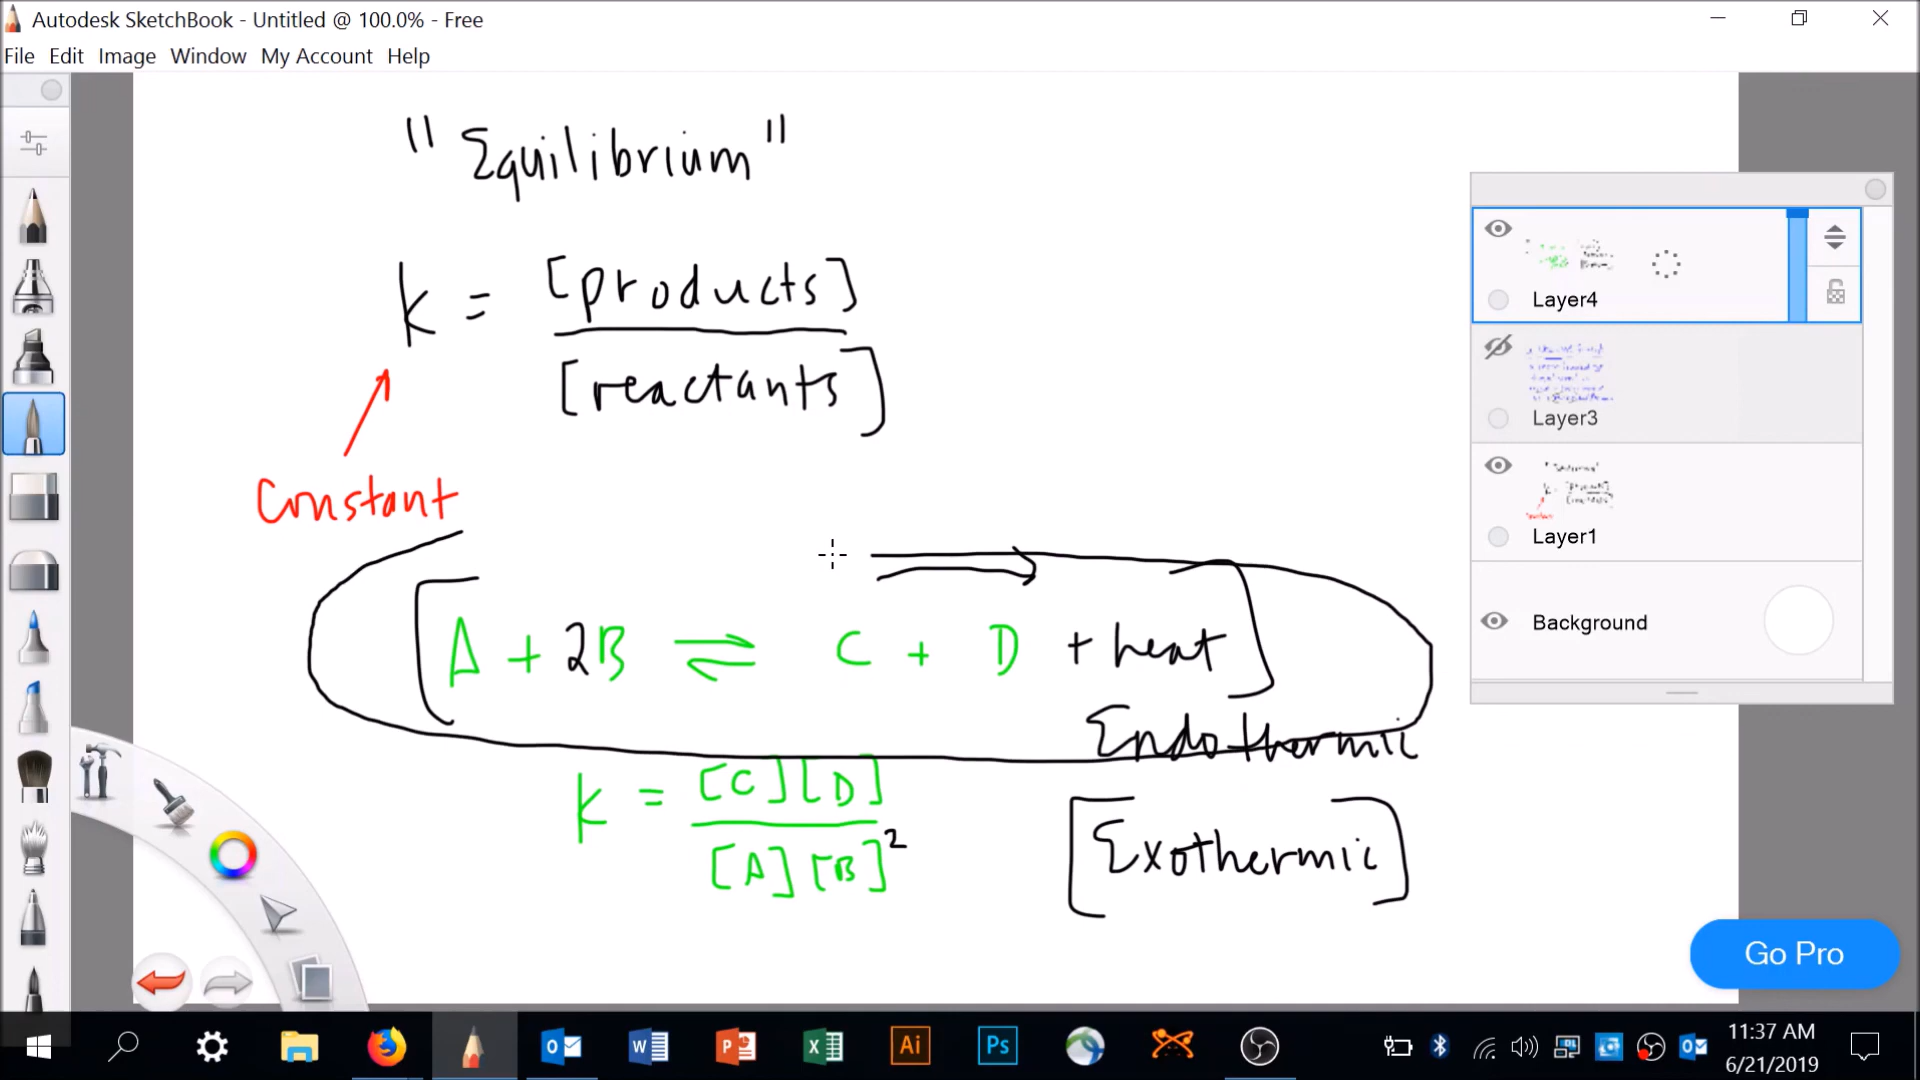 Autodesk SketchBook - Untitled @ 100.0% - Free
File Edit Image Window My Account Help
" Equilibrium "
k = [products]
[reactants]
Constant
A + 2B ⇌ C + D + heat
Endothermic
k = [C][D]
[A][B]²
[Exothermic]
Layer4
Layer3
Layer1
Background
Go Pro
11:37 AM
6/21/2019